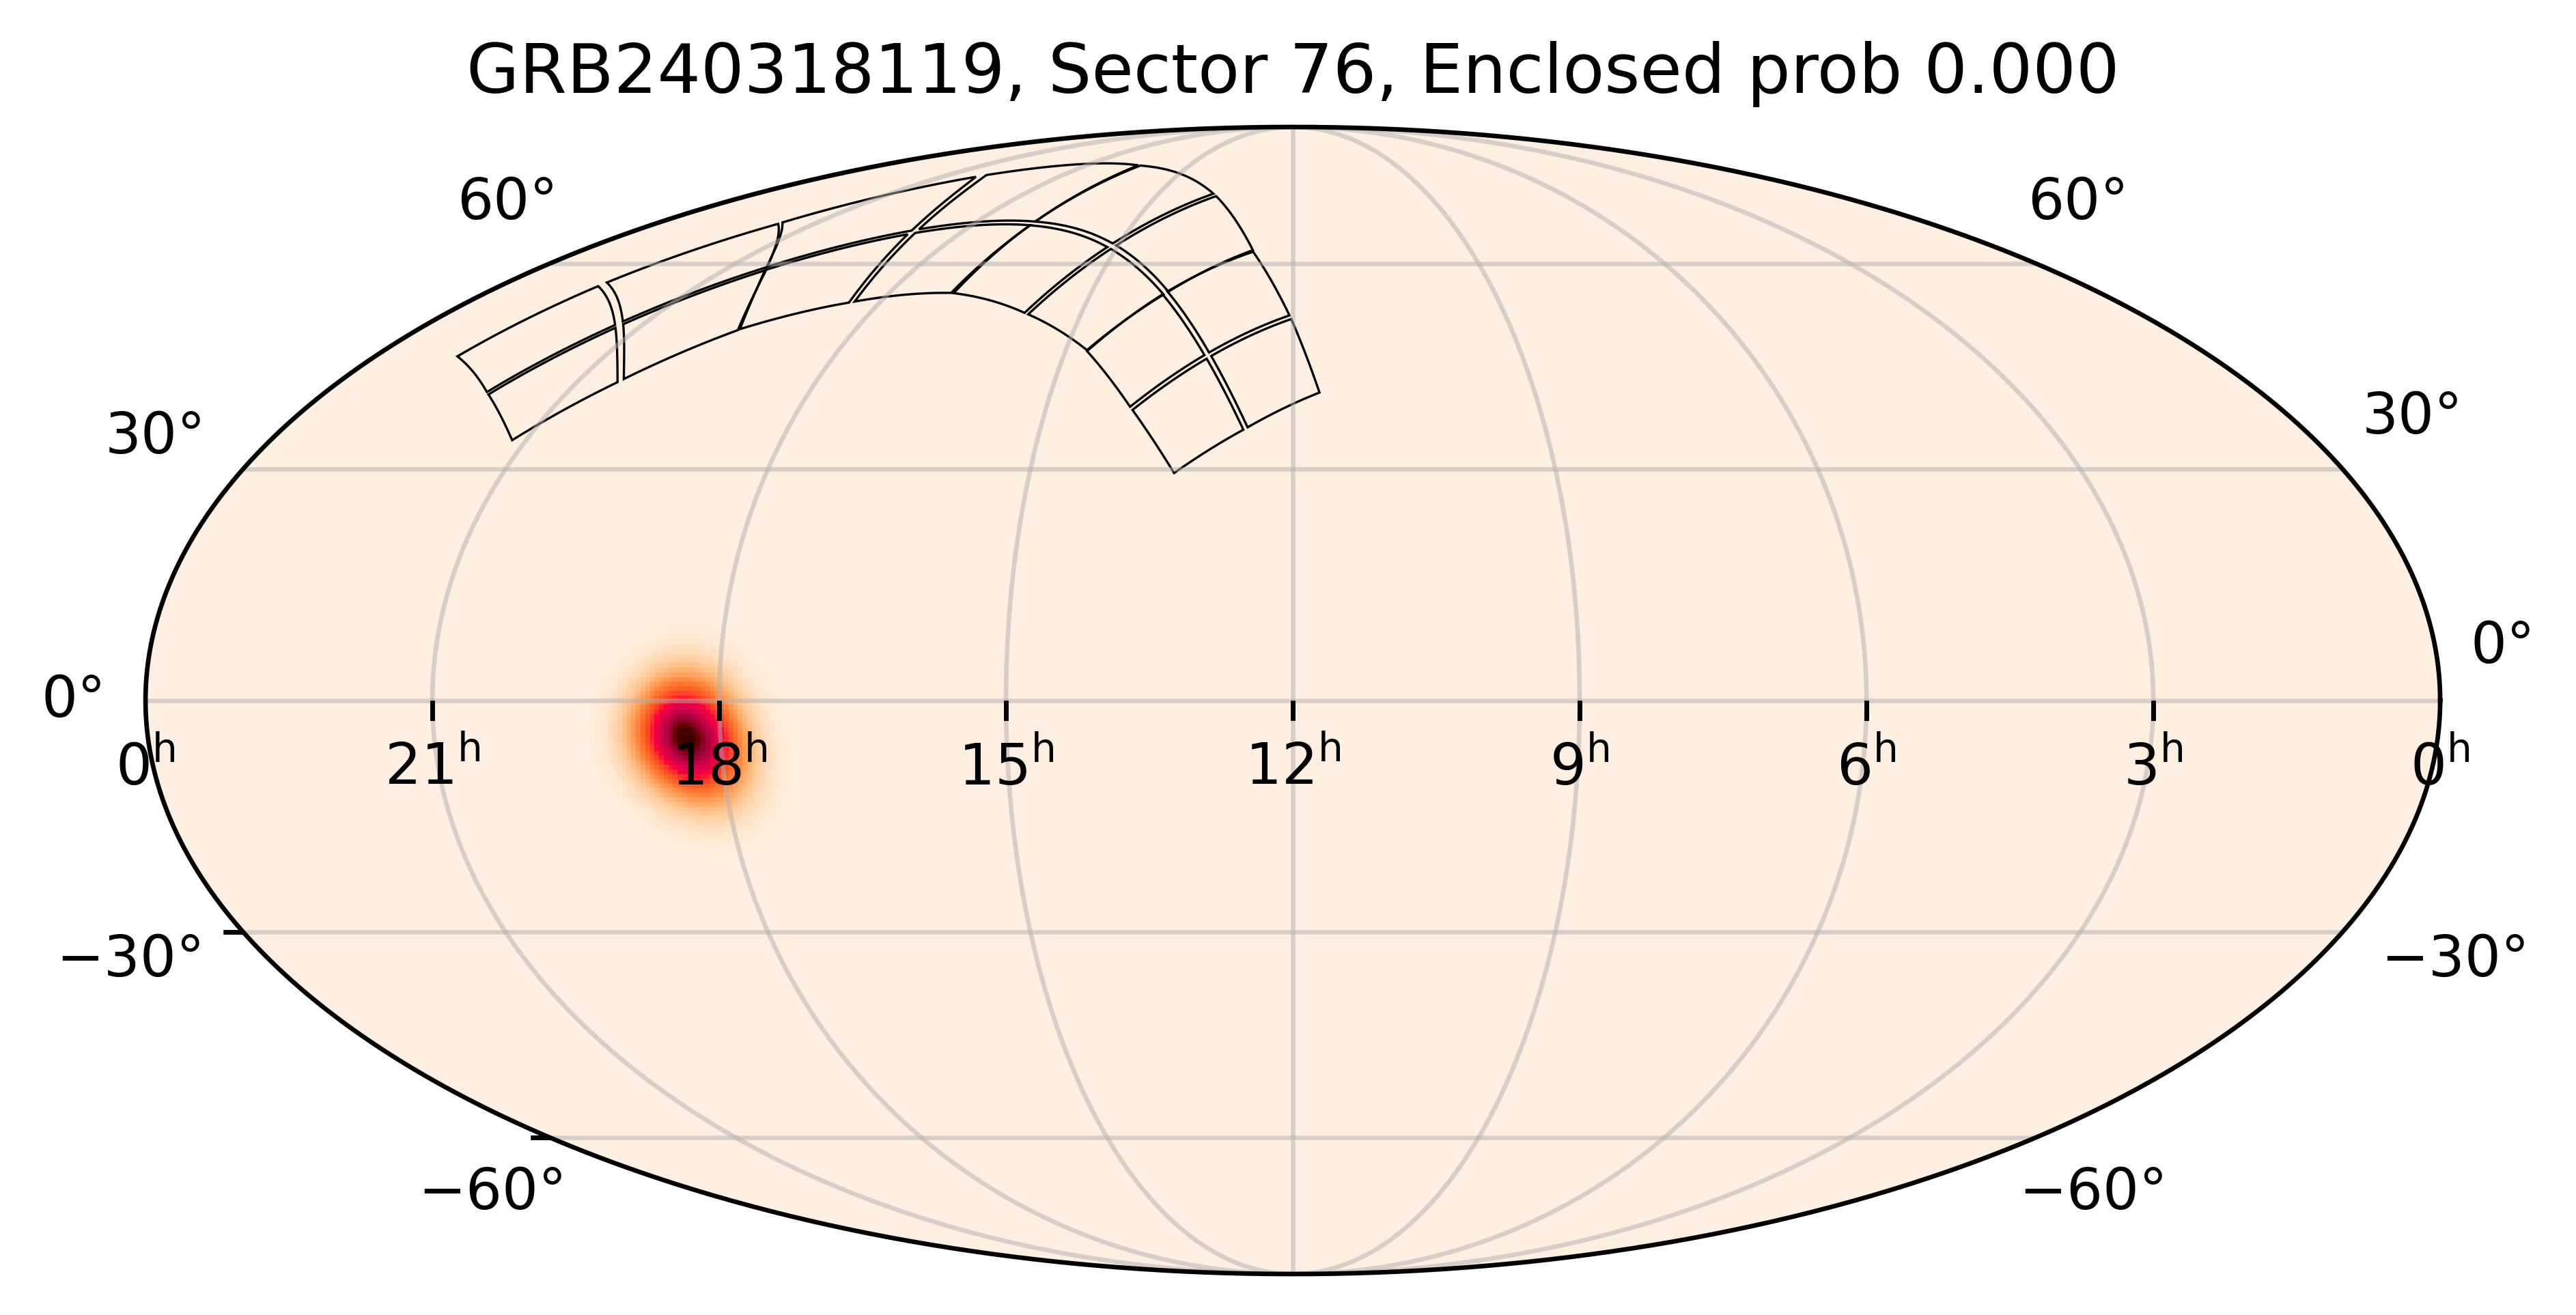 GRB240318119, Sector 76, Enclosed prob 0.000
60° 60°
30° 30°
0° 0°
0ʰ 21ʰ 18ʰ 15ʰ 12ʰ 9ʰ 6ʰ 3ʰ 0ʰ
−30° −30°
−60° −60°